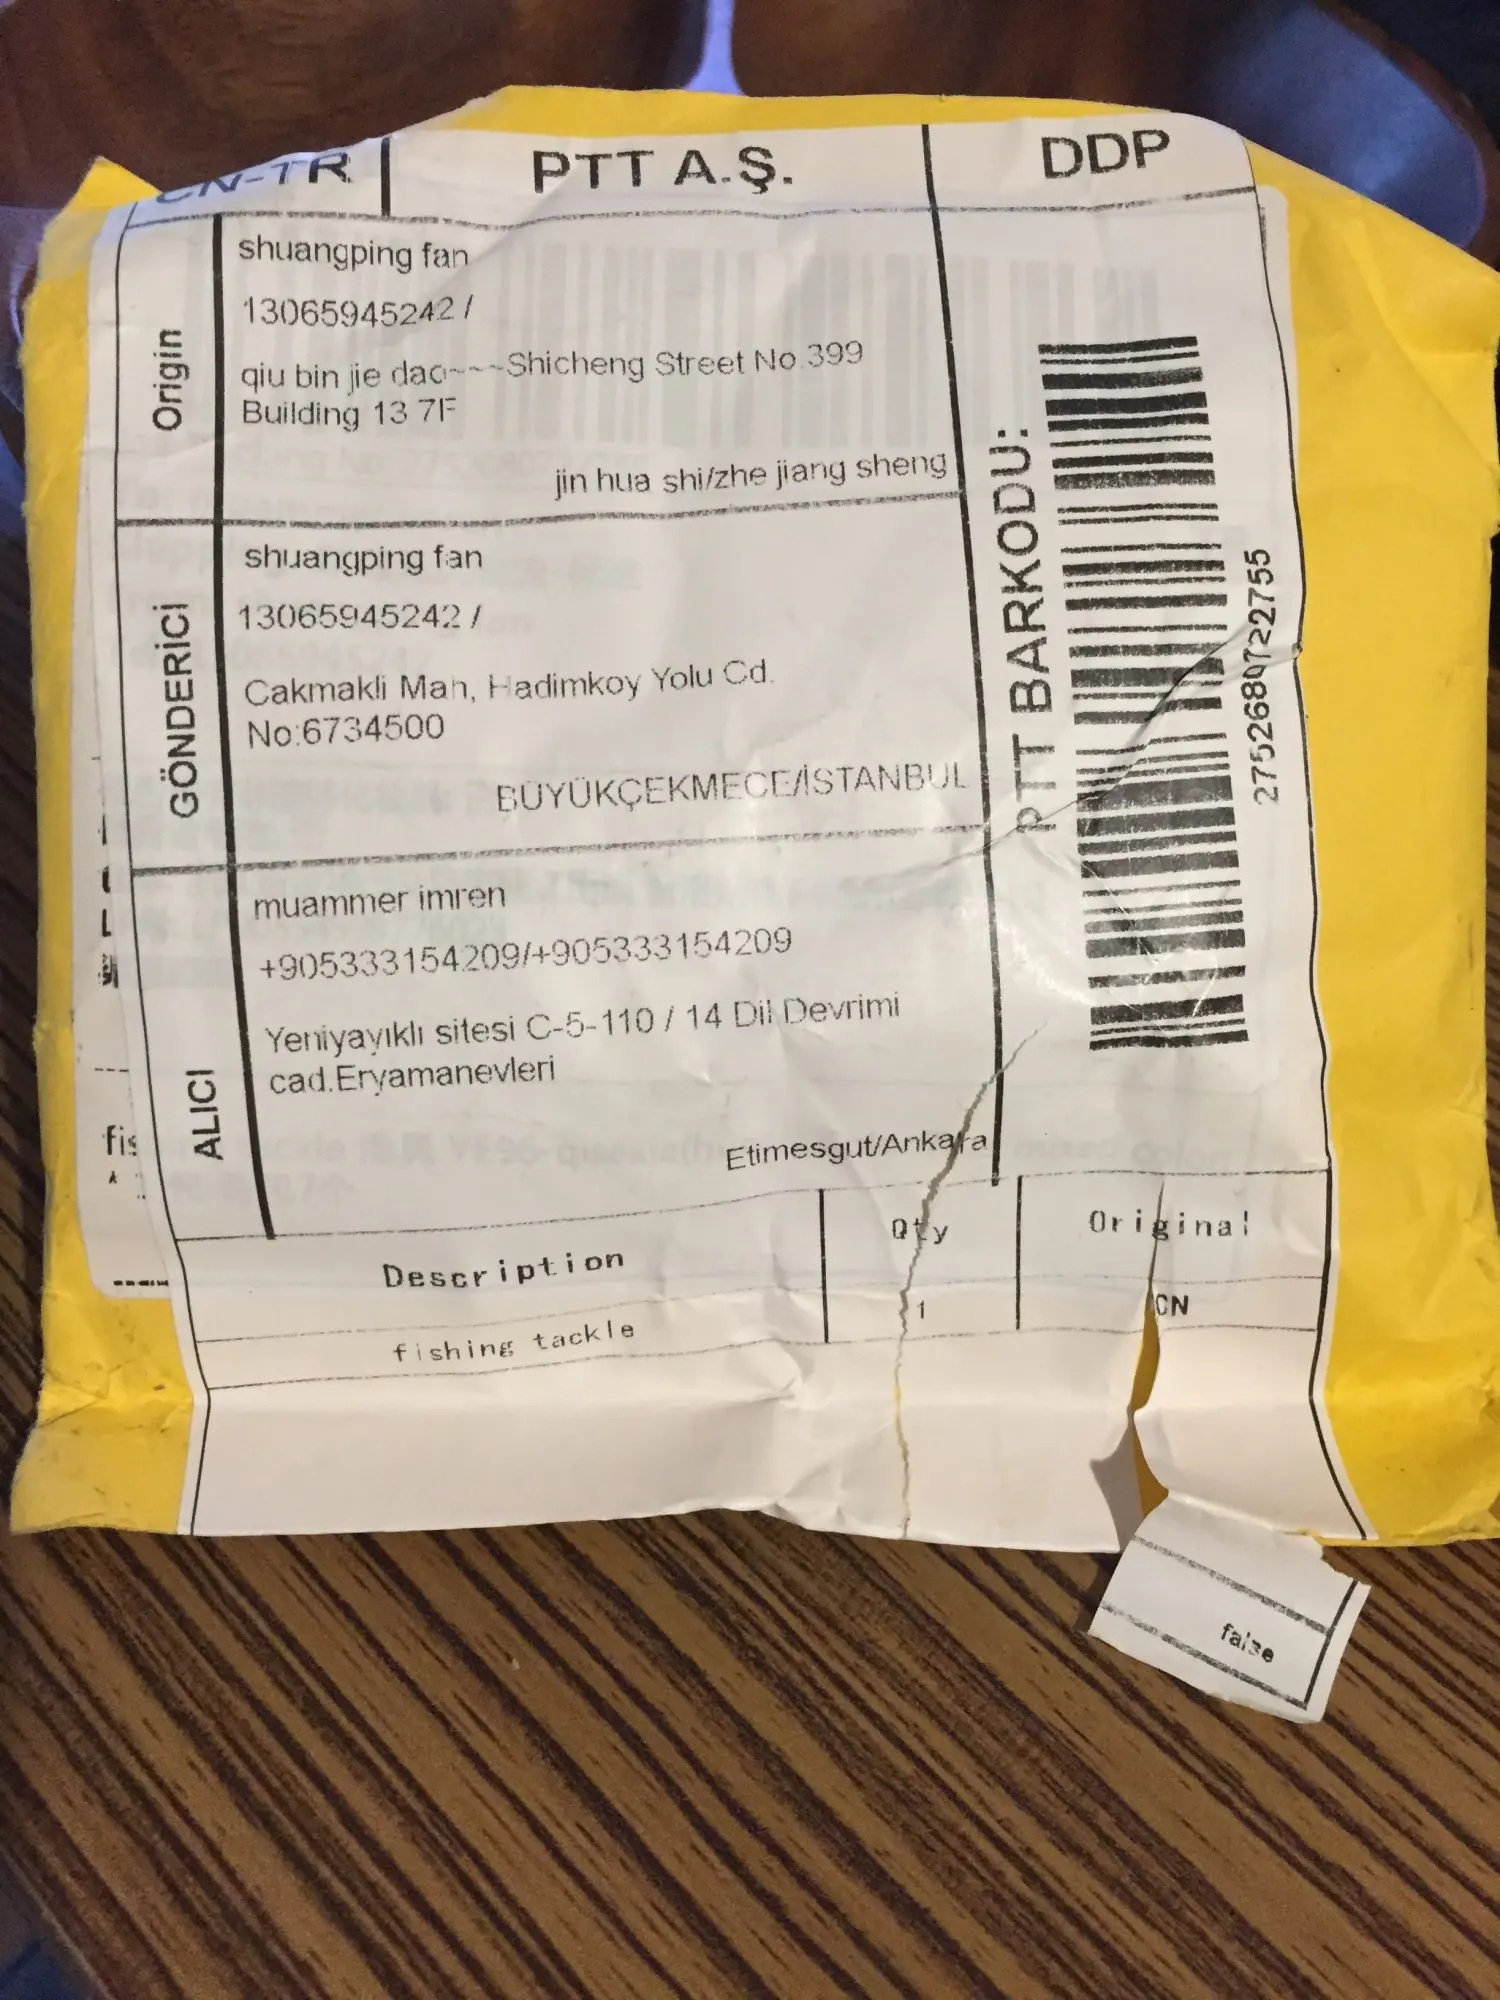 CN-TR
PTT A.Ş.
DDP
Origin
shuangping fan
13065945242 /
qiu bin jie dao~~~Shicheng Street No.399
Building 13 7F
jin hua shi/zhe jiang sheng
GÖNDERİCİ
shuangping fan
13065945242 /
Cakmakli Mah, Hadimkoy Yolu Cd.
No:6734500
BÜYÜKÇEKMECE/İSTANBUL
ALICI
muammer imren
+905333154209/+905333154209
Yeniyayıklı sitesi C-5-110 / 14 Dil Devrimi
cad.Eryamanevleri
Etimesgut/Ankara
PTT BARKODU:
2752680722755
Description
Qty
Original
fishing tackle
1
CN
false
fis